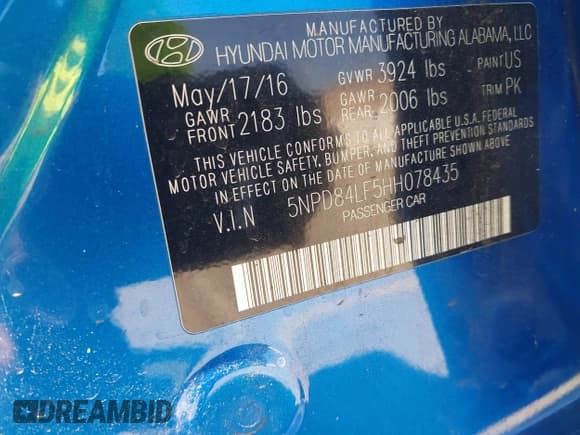 MANUFACTURED BY
HYUNDAI MOTOR MANUFACTURING ALABAMA, LLC
May/17/16 GVWR 3924 lbs PAINT US
GAWR FRONT 2183 lbs GAWR REAR 2006 lbs TRIM PK
THIS VEHICLE CONFORMS TO ALL APPLICABLE U.S.A. FEDERAL
MOTOR VEHICLE SAFETY, BUMPER, AND THEFT PREVENTION STANDARDS
IN EFFECT ON THE DATE OF MANUFACTURE SHOWN ABOVE.
V.I.N 5NPD84LF5HH078435
PASSENGER CAR
DREAMBID